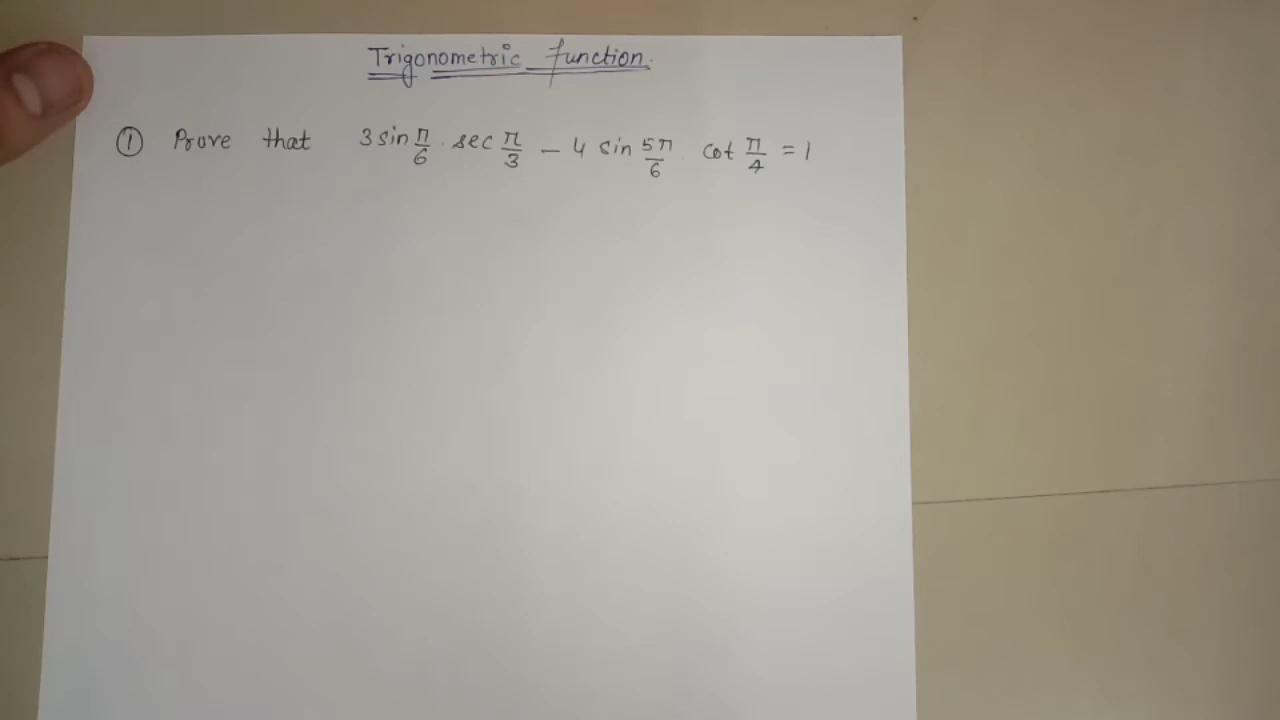 Trigonometric function.
① Prove that 3 sin π/6 . sec π/3 – 4 sin 5π/6 cot π/4 = 1